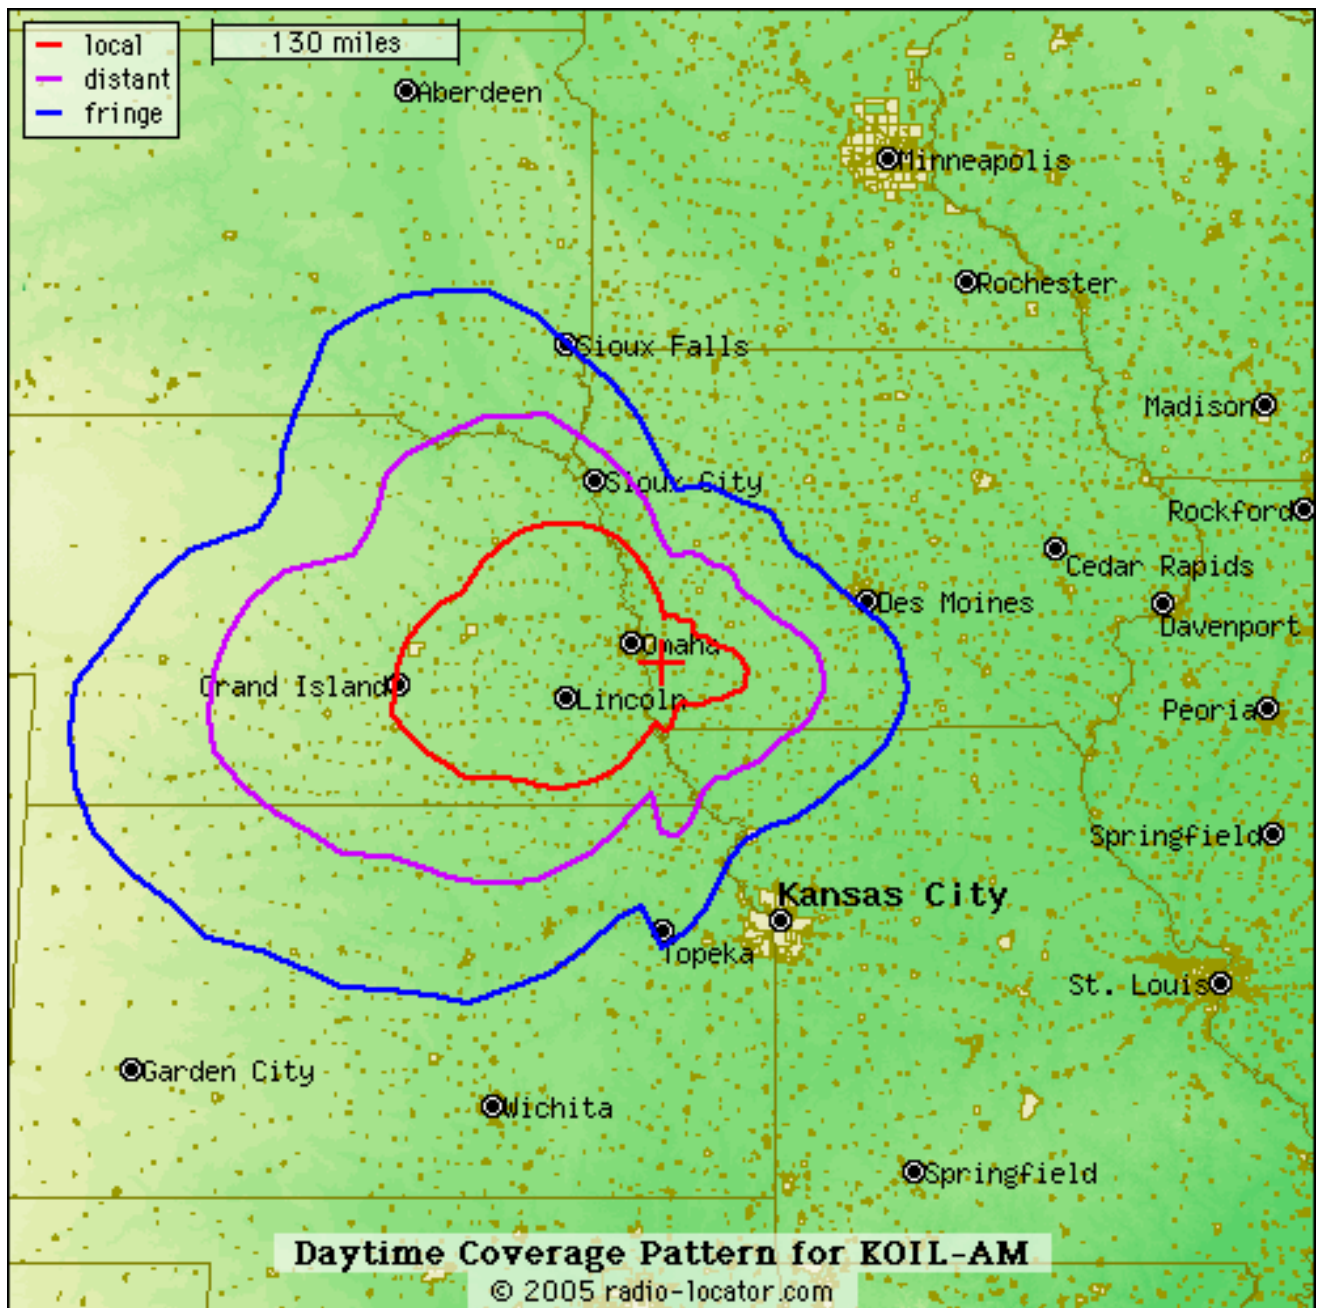 local
distant
fringe
130 miles
Aberdeen
Minneapolis
Rochester
Sioux Falls
Madison
Sioux City
Rockford
Cedar Rapids
Des Moines
Davenport
Omaha
Grand Island
Lincoln
Peoria
Springfield
Kansas City
Topeka
St. Louis
Garden City
Wichita
Springfield
Daytime Coverage Pattern for KOIL-AM
© 2005 radio-locator.com